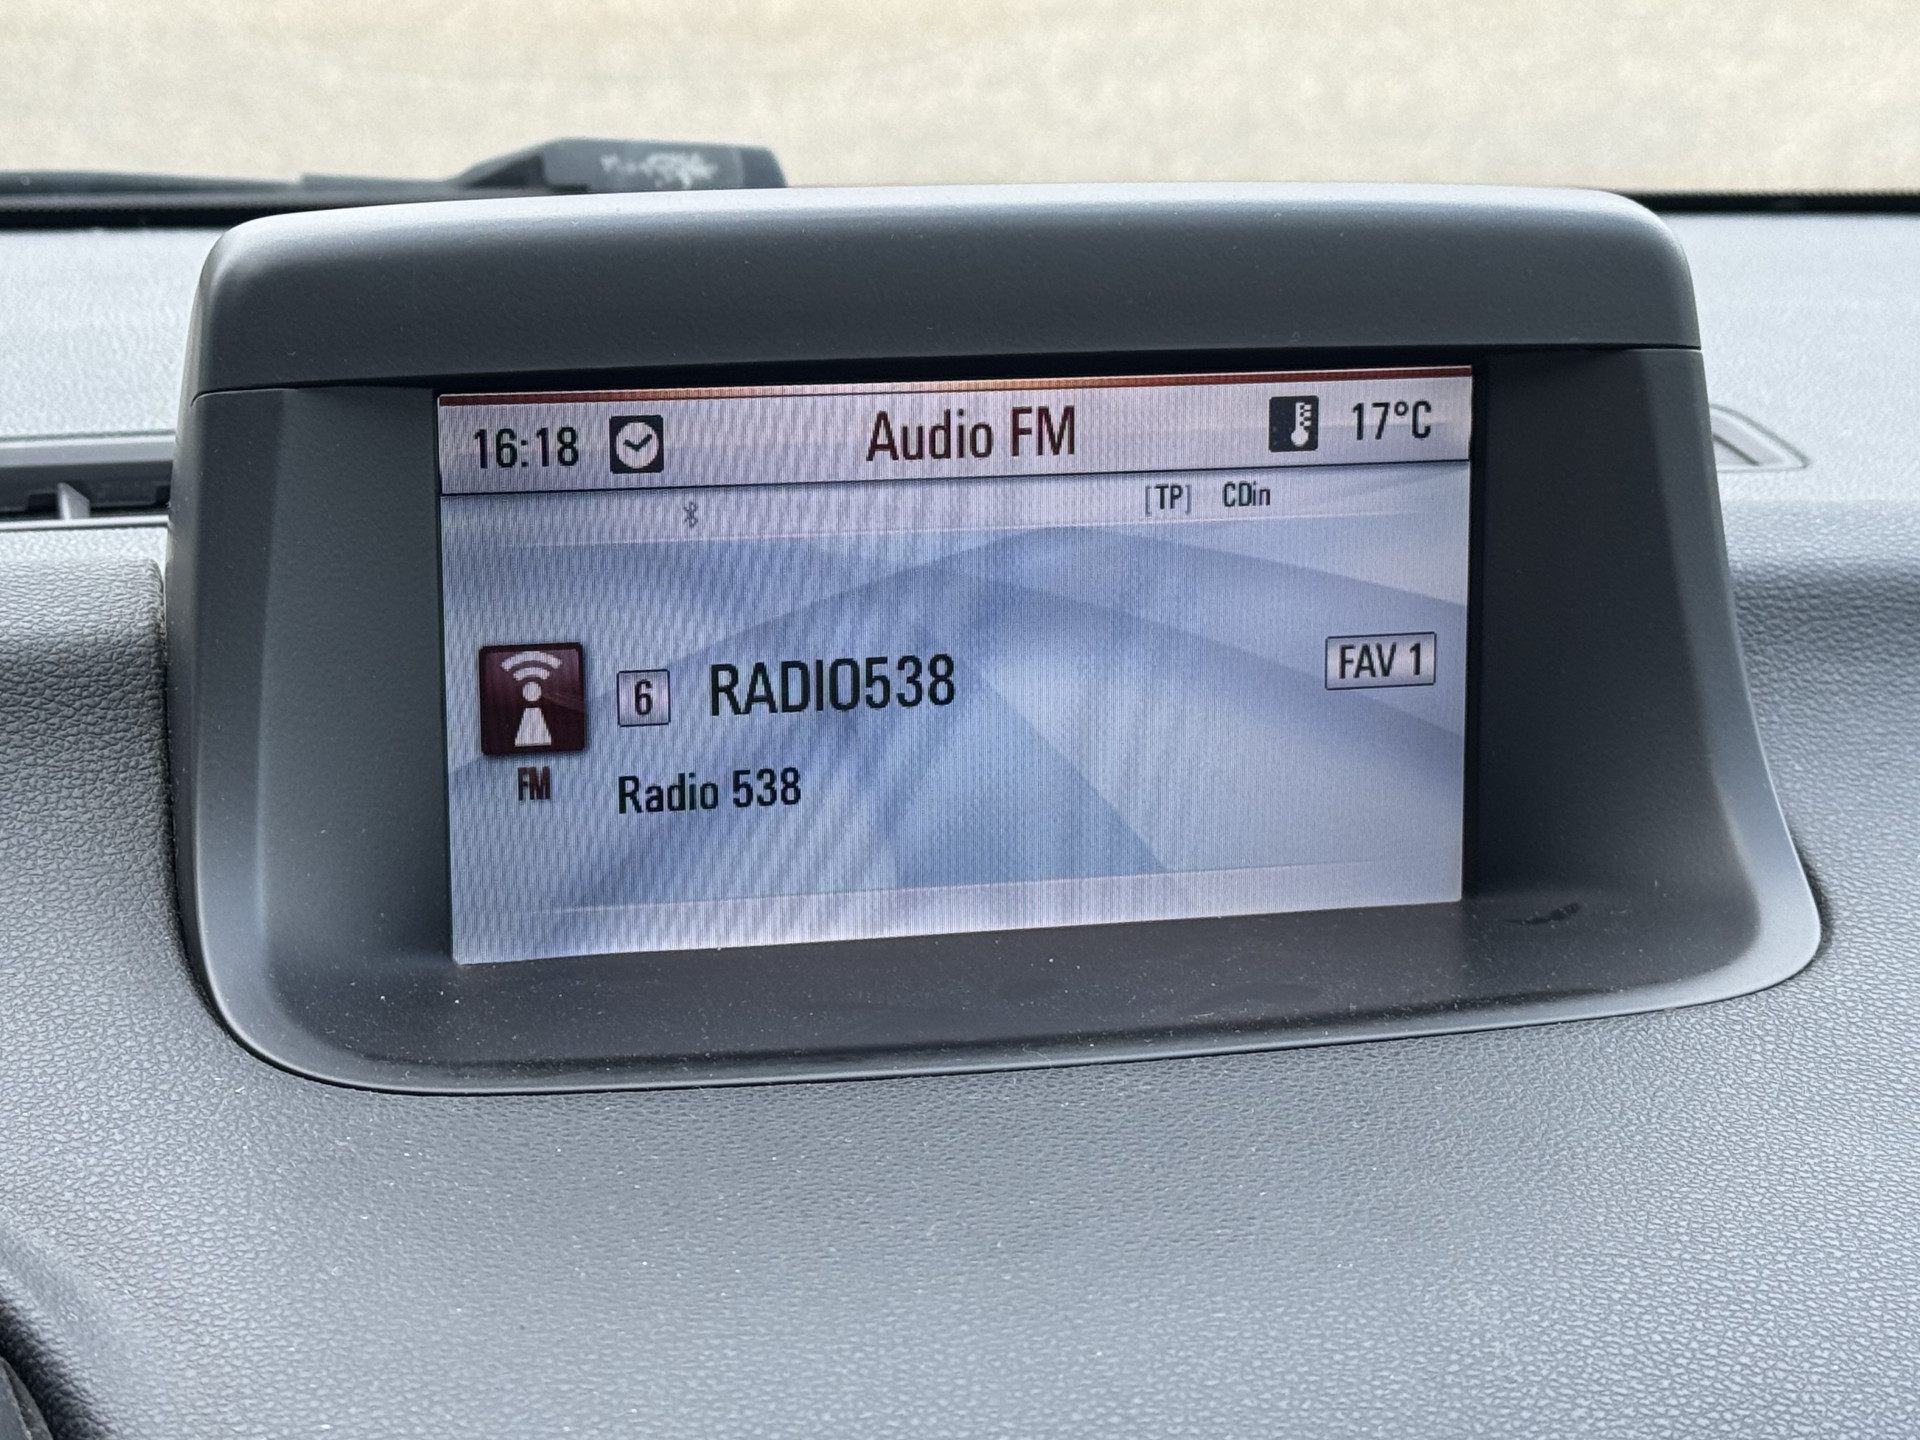 16:18 Audio FM 17°C
[TP] CDin
6 RADIO538 FAV 1
FM Radio 538